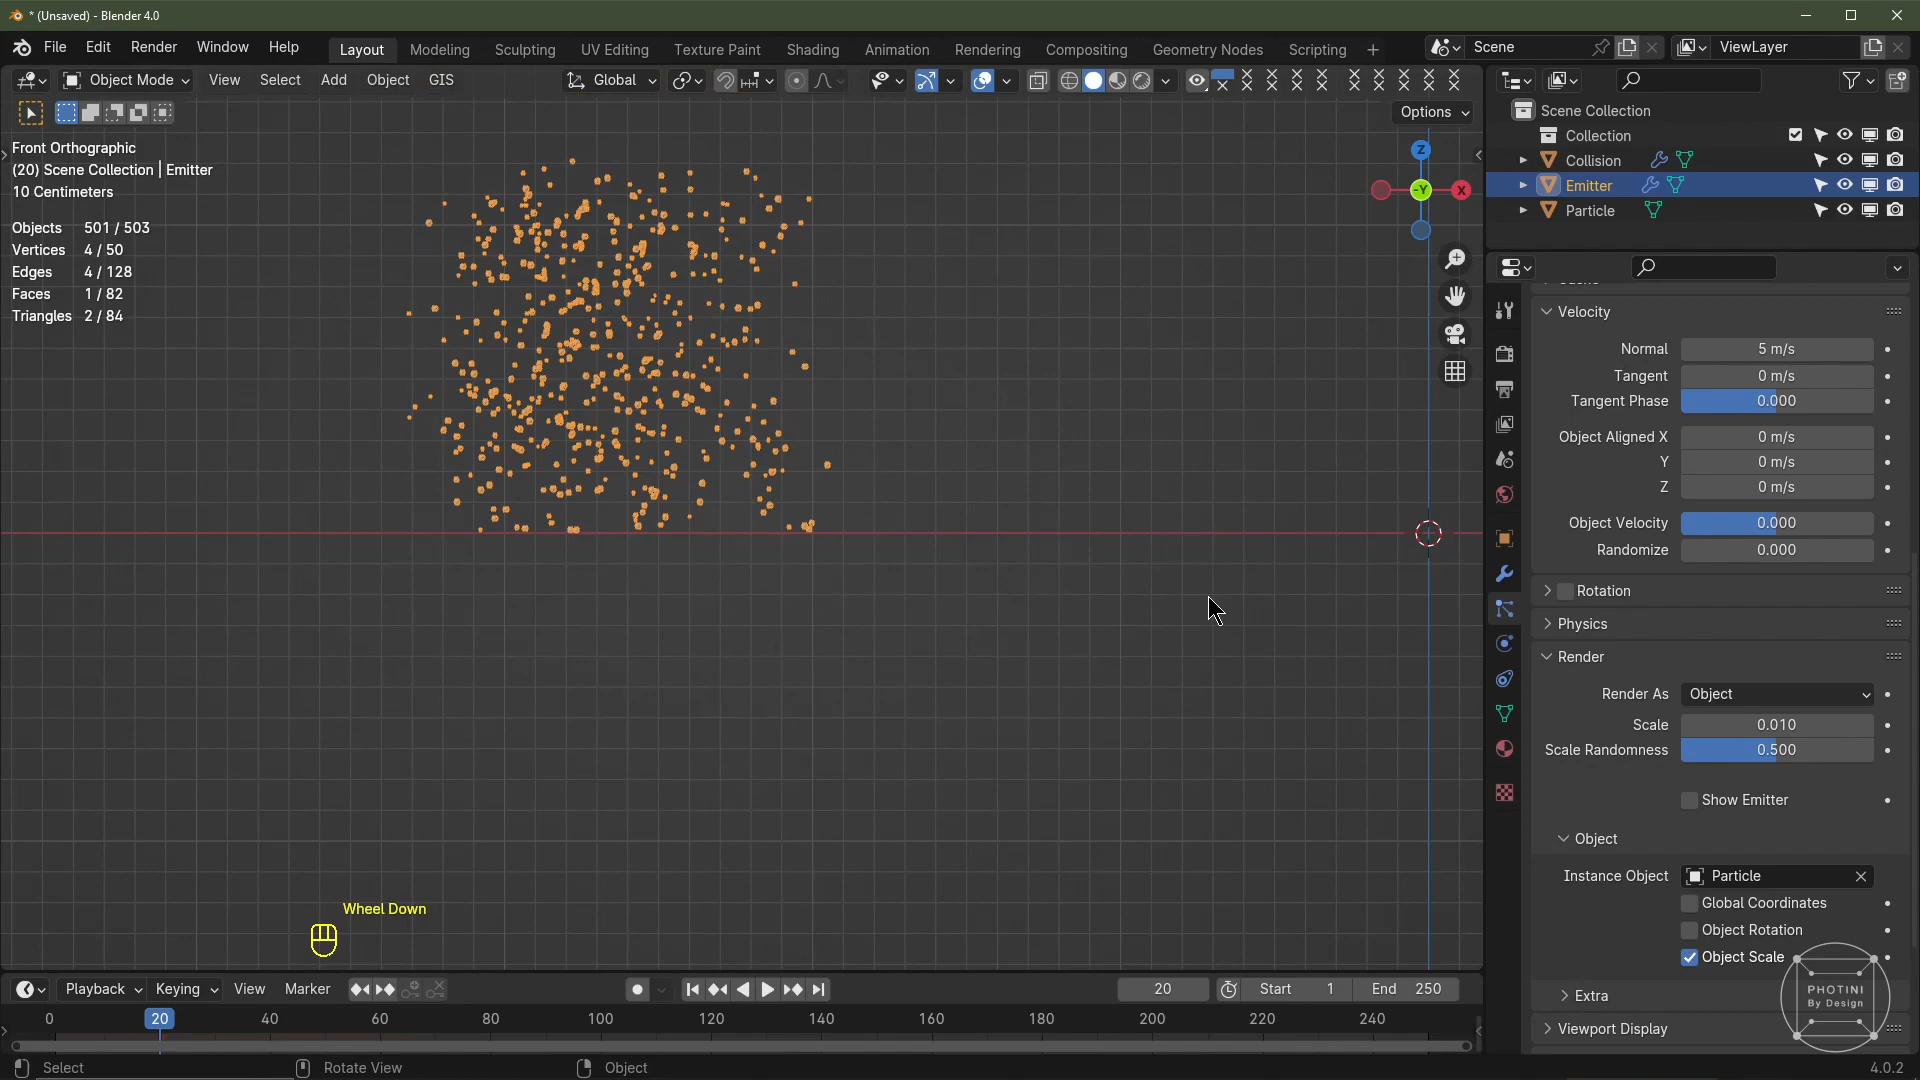 * (Unsaved) - Blender 4.0
File Edit Render Window Help
Layout Modeling Sculpting UV Editing Texture Paint Shading Animation Rendering Compositing Geometry Nodes Scripting +
Scene
ViewLayer
Object Mode View Select Add Object GIS
Global
Options
Front Orthographic
(20) Scene Collection | Emitter
10 Centimeters
Objects 501 / 503
Vertices 4 / 50
Edges 4 / 128
Faces 1 / 82
Triangles 2 / 84
Z
-Y
X
Wheel Down
Scene Collection
Collection
Collision
Emitter
Particle
Velocity
Normal 5 m/s
Tangent 0 m/s
Tangent Phase 0.000
Object Aligned X 0 m/s
Y 0 m/s
Z 0 m/s
Object Velocity 0.000
Randomize 0.000
Rotation
Physics
Render
Render As Object
Scale 0.010
Scale Randomness 0.500
Show Emitter
Object
Instance Object Particle
Global Coordinates
Object Rotation
Object Scale
Extra
Viewport Display
PHOTINI
By Design
Playback Keying View Marker
20
Start 1
End 250
0 20 40 60 80 100 120 140 160 180 200 220 240
Select
Rotate View
Object
4.0.2